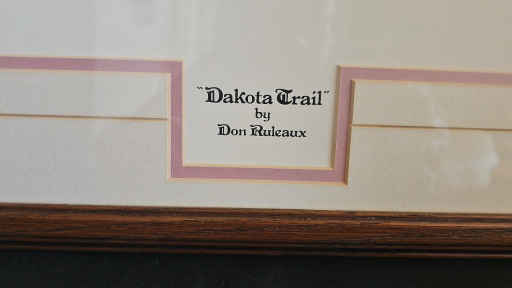 "Dakota Trail"
by
Don Ruleaux